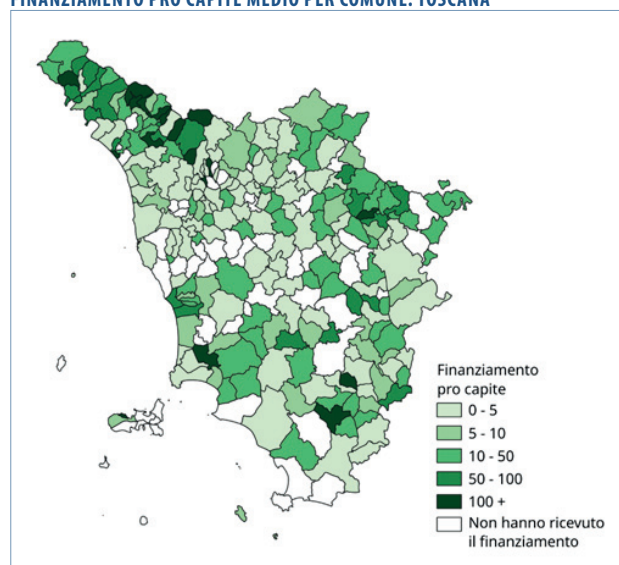 FINANZIAMENTO PRO CAPITE MEDIO PER COMUNE. TOSCANA
Finanziamento
pro capite
0 - 5
5 - 10
10 - 50
50 - 100
100 +
Non hanno ricevuto
il finanziamento